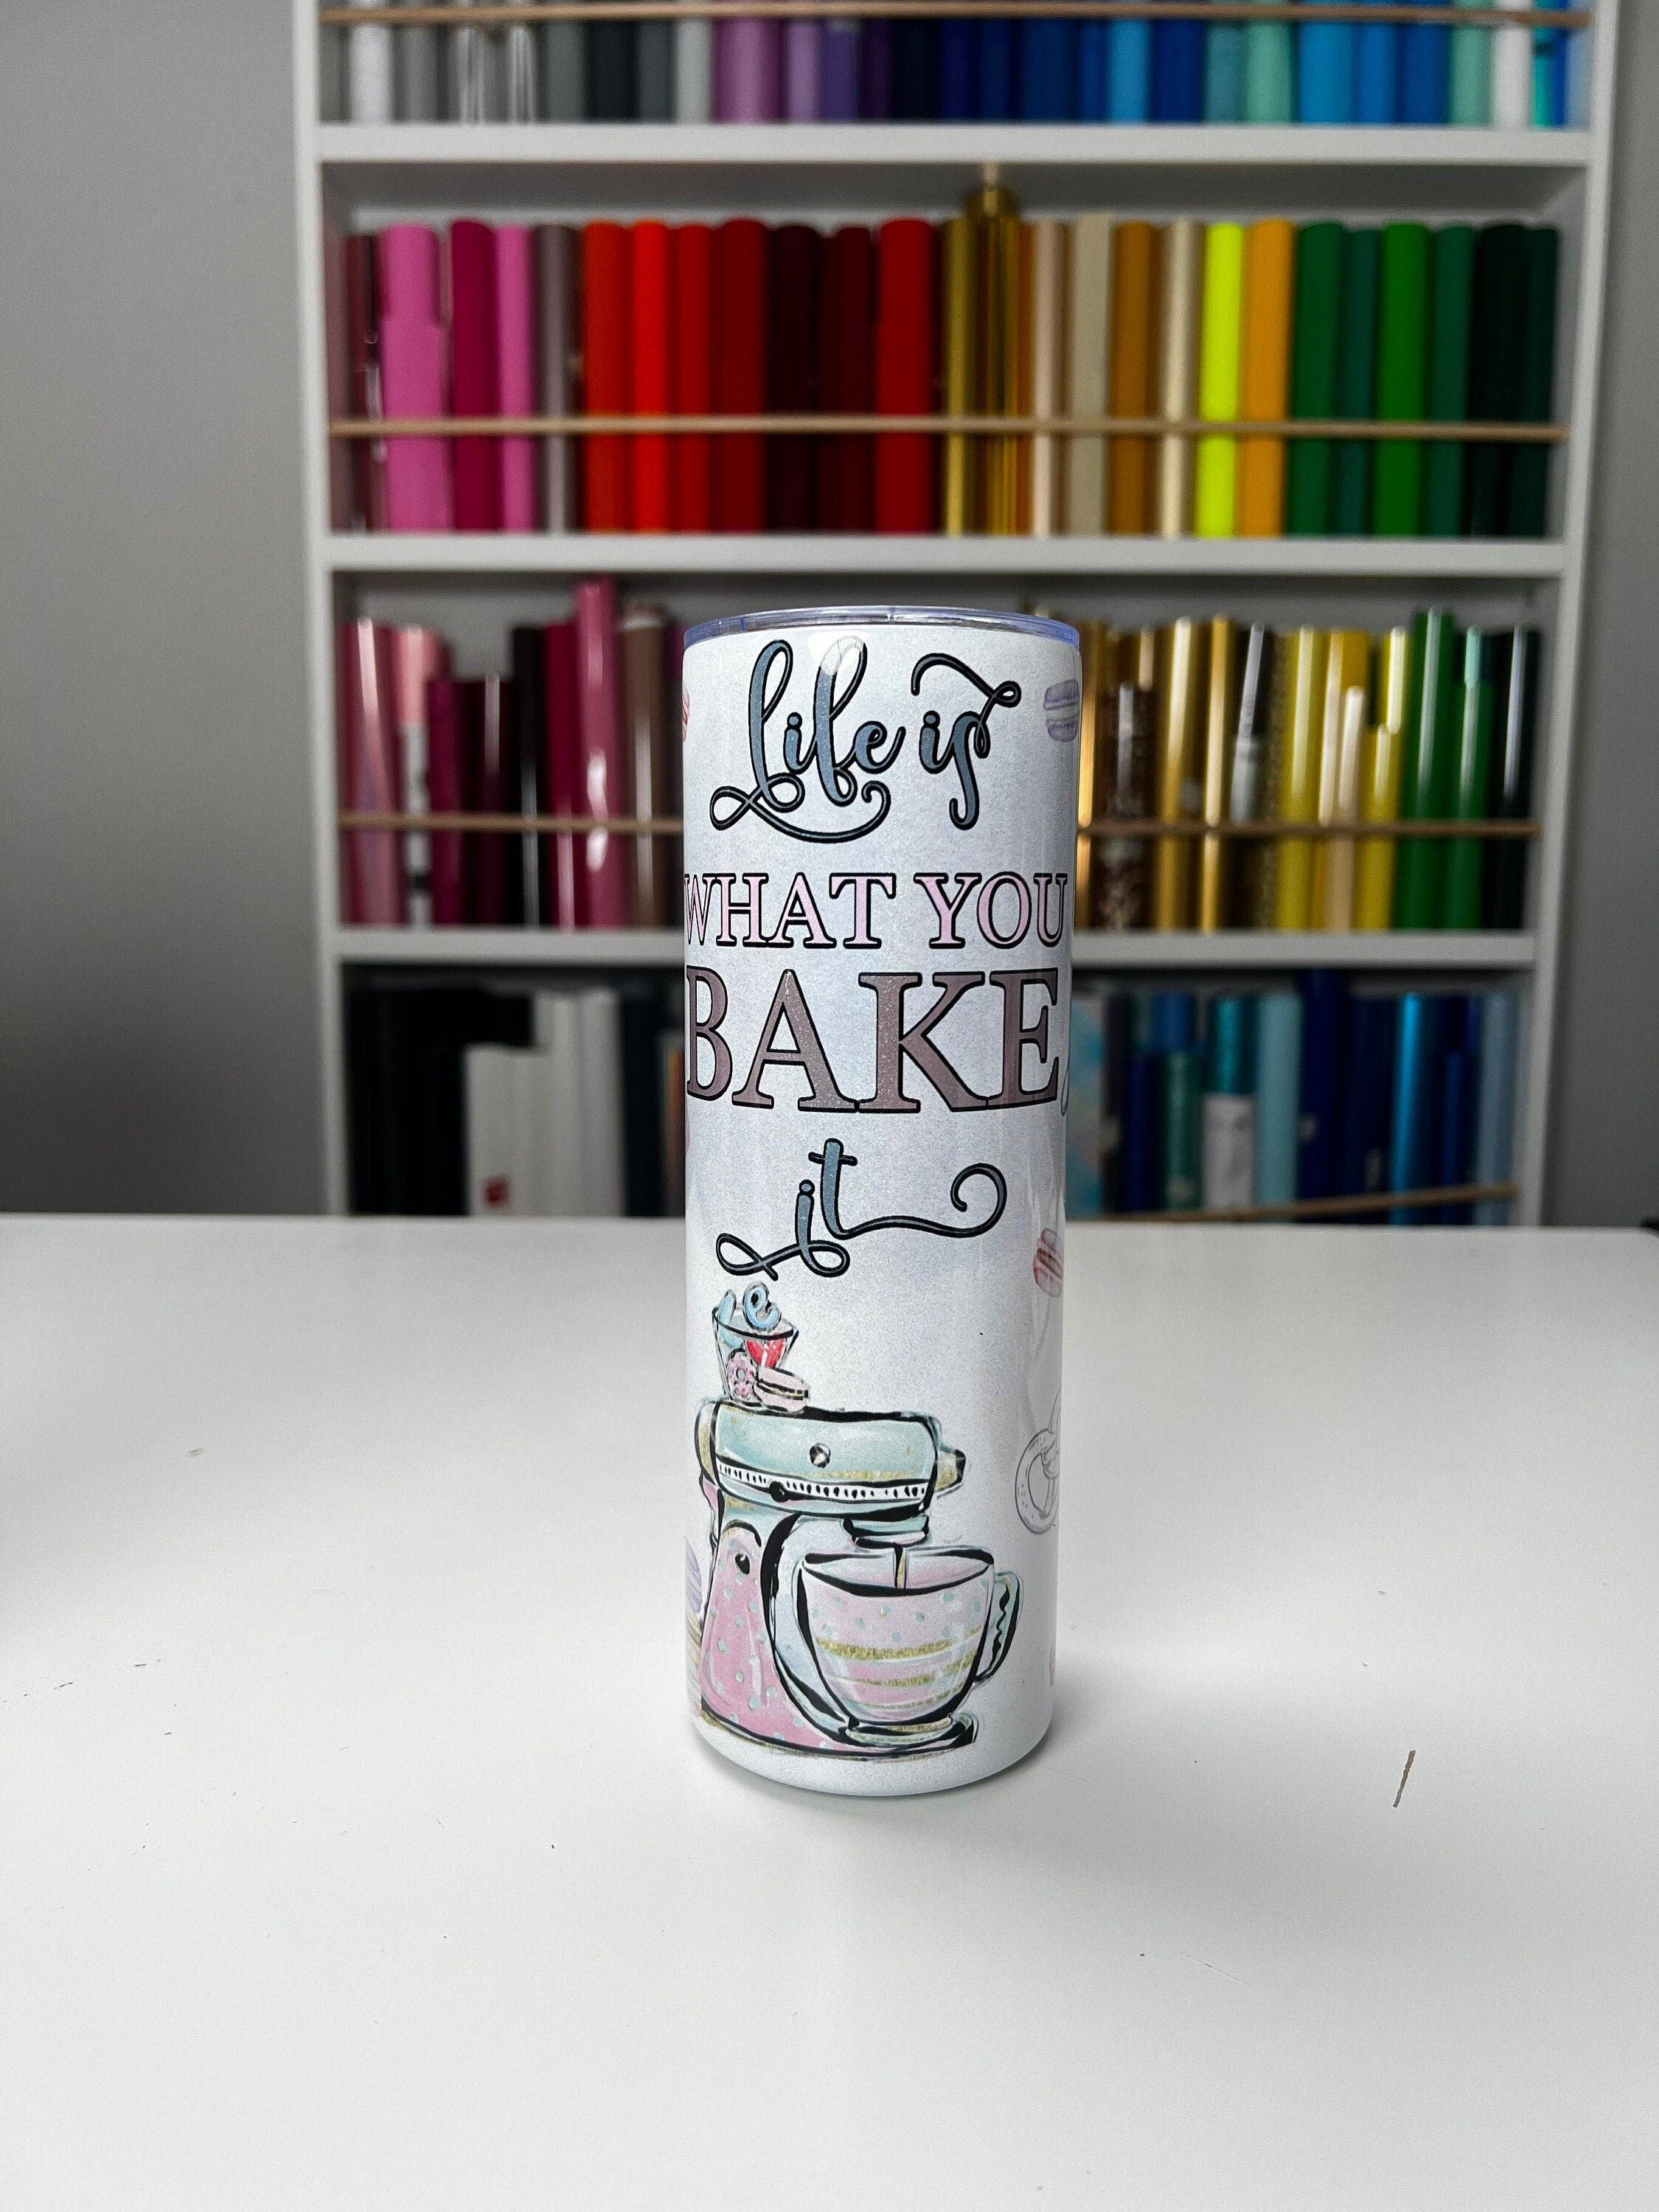 life is
WHAT YOU
BAKE
it